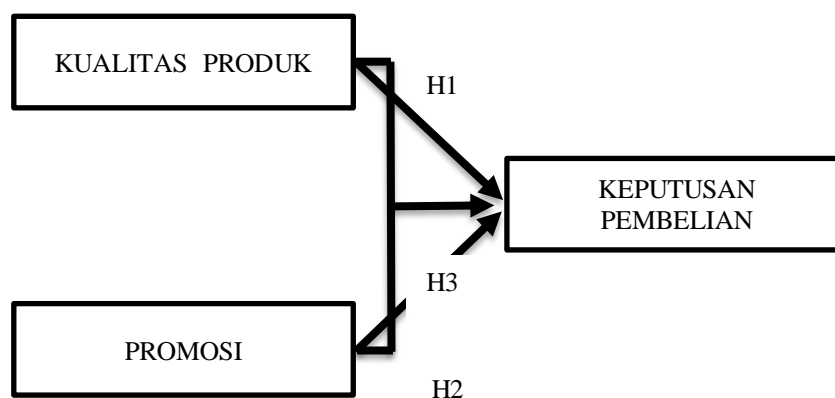 KUALITAS PRODUK
H1
KEPUTUSAN
PEMBELIAN
H3
PROMOSI
H2